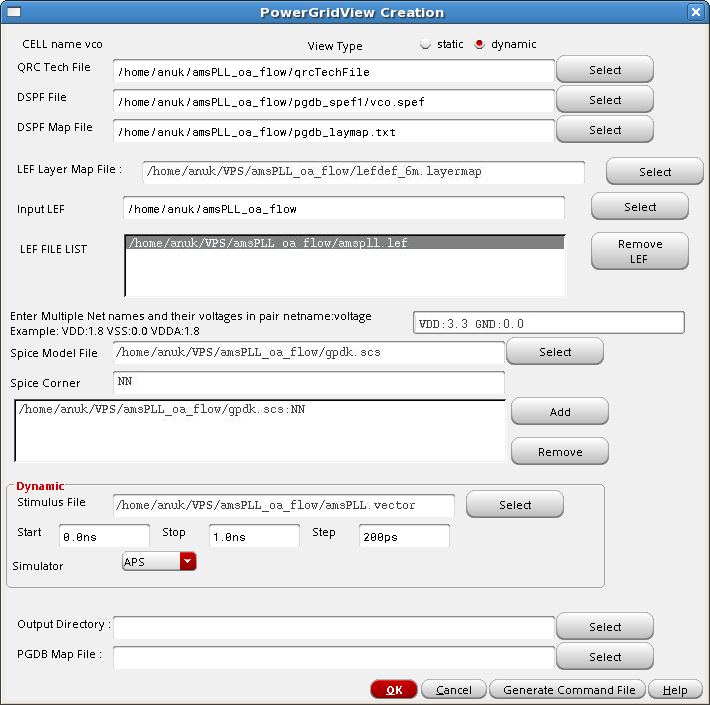 PowerGridView Creation
CELL name vco View Type static dynamic
QRC Tech File /home/anuk/amsPLL_oa_flow/qrcTechFile Select
DSPF File /home/anuk/amsPLL_oa_flow/pgdb_spef1/vco.spef Select
DSPF Map File /home/anuk/amsPLL_oa_flow/pgdb_laymap.txt Select
LEF Layer Map File : /home/anuk/VPS/amsPLL_oa_flow/lefdef_6m.layermap Select
Input LEF /home/anuk/amsPLL_oa_flow Select
LEF FILE LIST /home/anuk/VPS/amsPLL_oa_flow/amspll.lef Remove
LEF
Enter Multiple Net names and their voltages in pair netname:voltage
Example: VDD:1.8 VSS:0.0 VDDA:1.8 VDD:3.3 GND:0.0
Spice Model File /home/anuk/VPS/amsPLL_oa_flow/gpdk.scs Select
Spice Corner NN
/home/anuk/VPS/amsPLL_oa_flow/gpdk.scs:NN Add
Remove
Dynamic
Stimulus File /home/anuk/VPS/amsPLL_oa_flow/amsPLL.vector Select
Start 0.0ns Stop 1.0ns Step 200ps
Simulator APS
Output Directory : Select
PGDB Map File : Select
OK Cancel Generate Command File Help